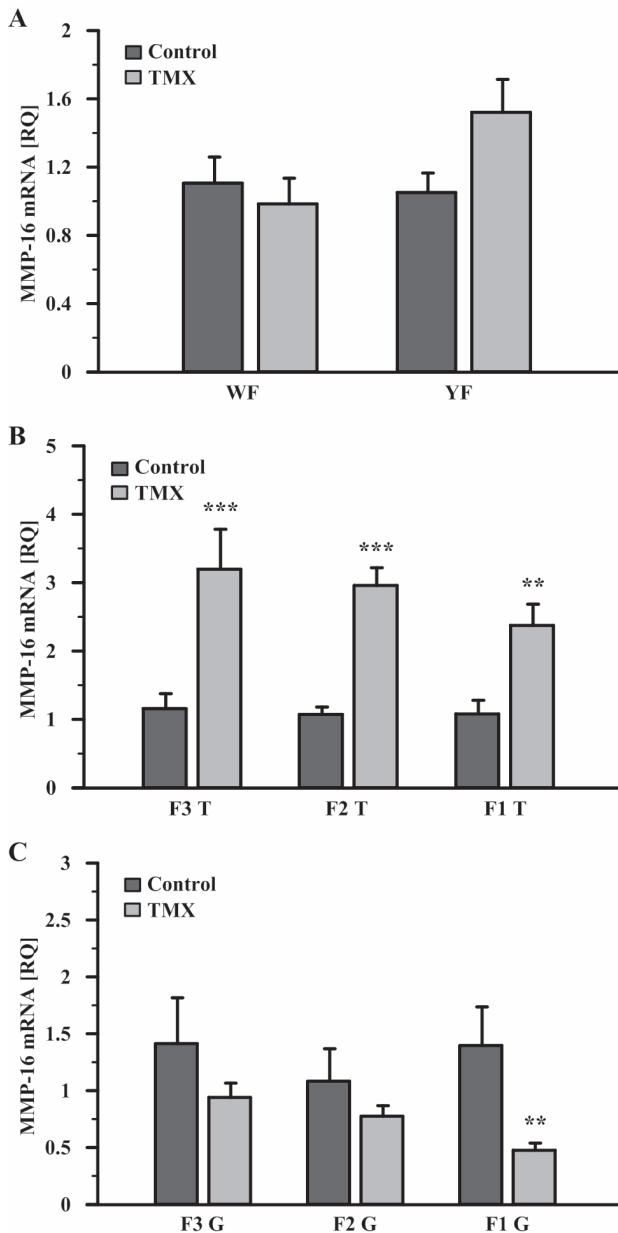 A
MMP-16 mRNA [RQ]
2
1.6
1.2
0.8
0.4
0
Control
TMX
WF YF
B
MMP-16 mRNA [RQ]
5
4
3
2
1
0
Control
TMX
*** *** **
F3 T F2 T F1 T
C
MMP-16 mRNA [RQ]
3
2.5
2
1.5
1
0.5
0
Control
TMX
**
F3 G F2 G F1 G